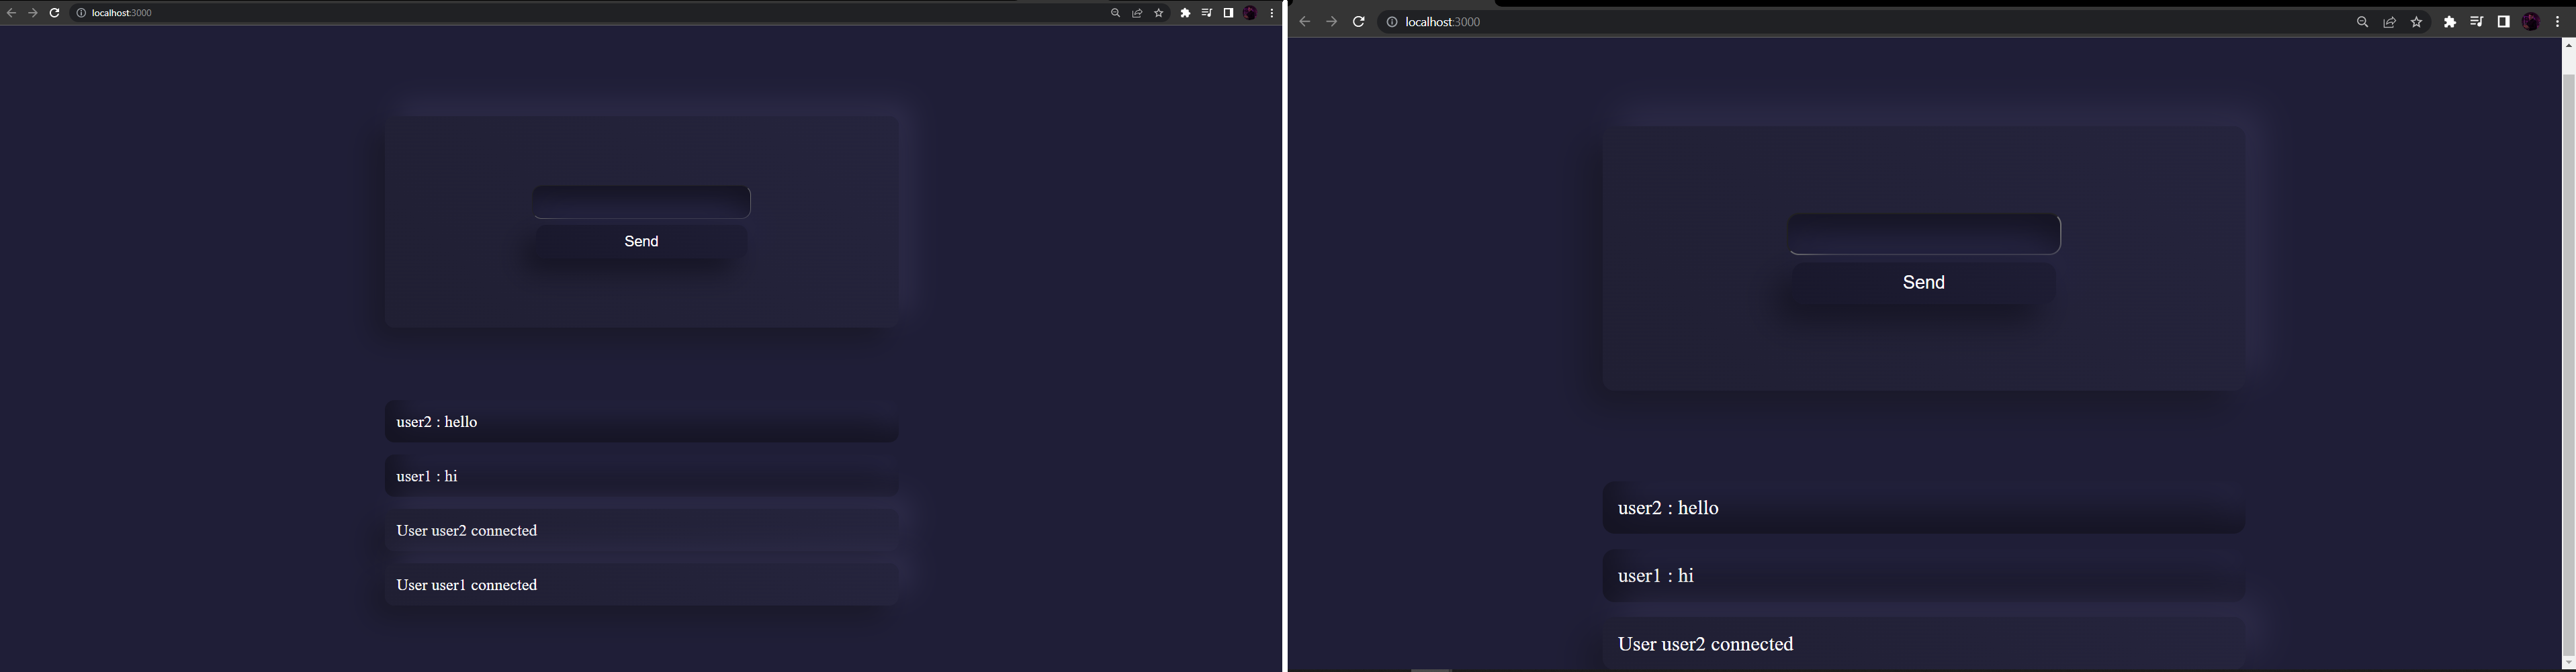 localhost:3000
Send
user2 : hello
user1 : hi
User user2 connected
User user1 connected
localhost:3000
Send
user2 : hello
user1 : hi
User user2 connected